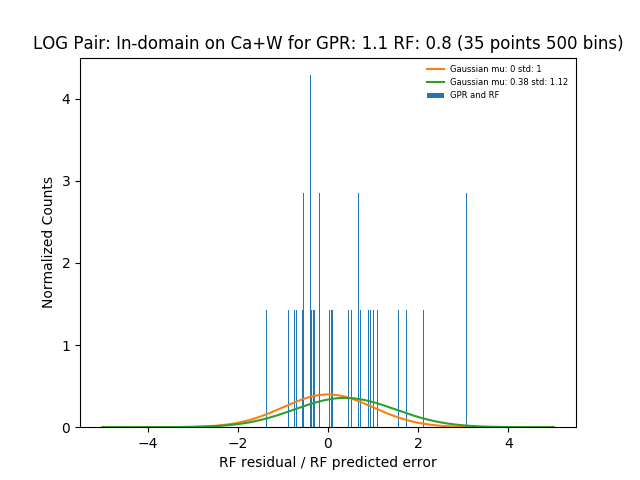 LOG Pair: In-domain on Ca+W for GPR: 1.1 RF: 0.8 (35 points 500 bins)
Gaussian mu: 0 std: 1
Gaussian mu: 0.38 std: 1.12
GPR and RF
Normalized Counts
4
3
2
1
0
−4
−2
0
2
4
RF residual / RF predicted error